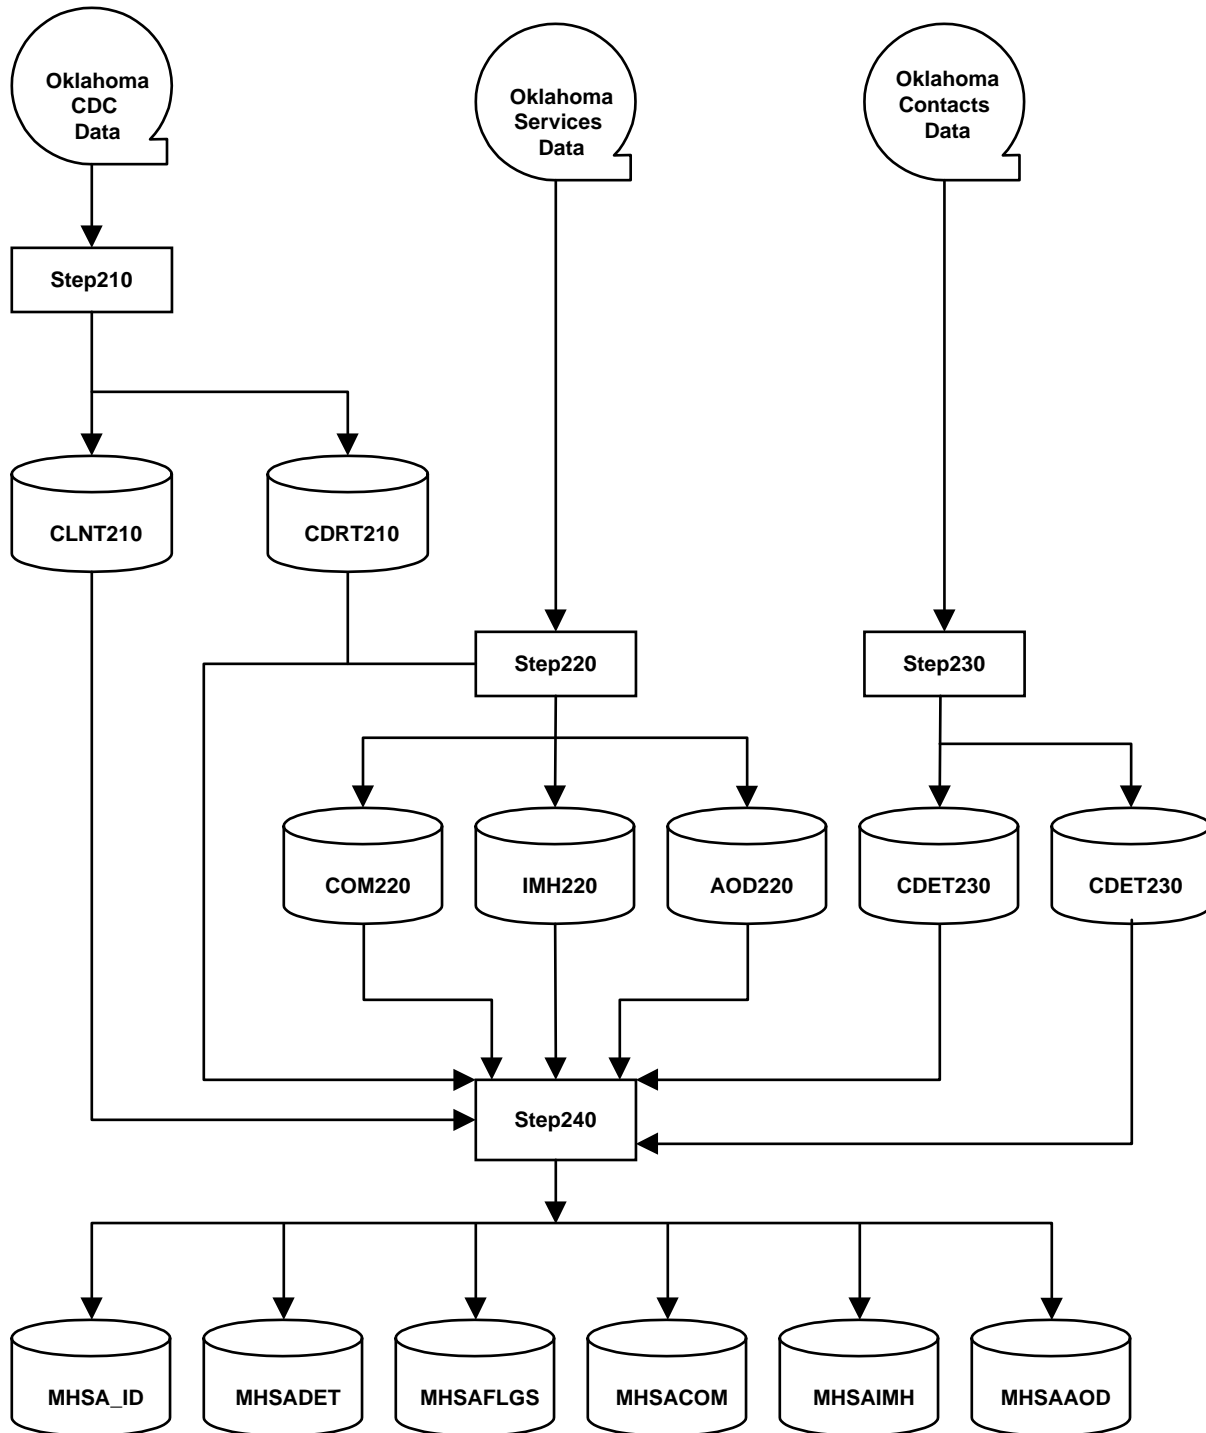 Oklahoma
CDC
Data
Oklahoma
Services
Data
Oklahoma
Contacts
Data
Step210
CLNT210
CDRT210
Step220
Step230
COM220
IMH220
AOD220
CDET230
CDET230
Step240
MHSA_ID
MHSADET
MHSAFLGS
MHSACOM
MHSAIMH
MHSAAOD